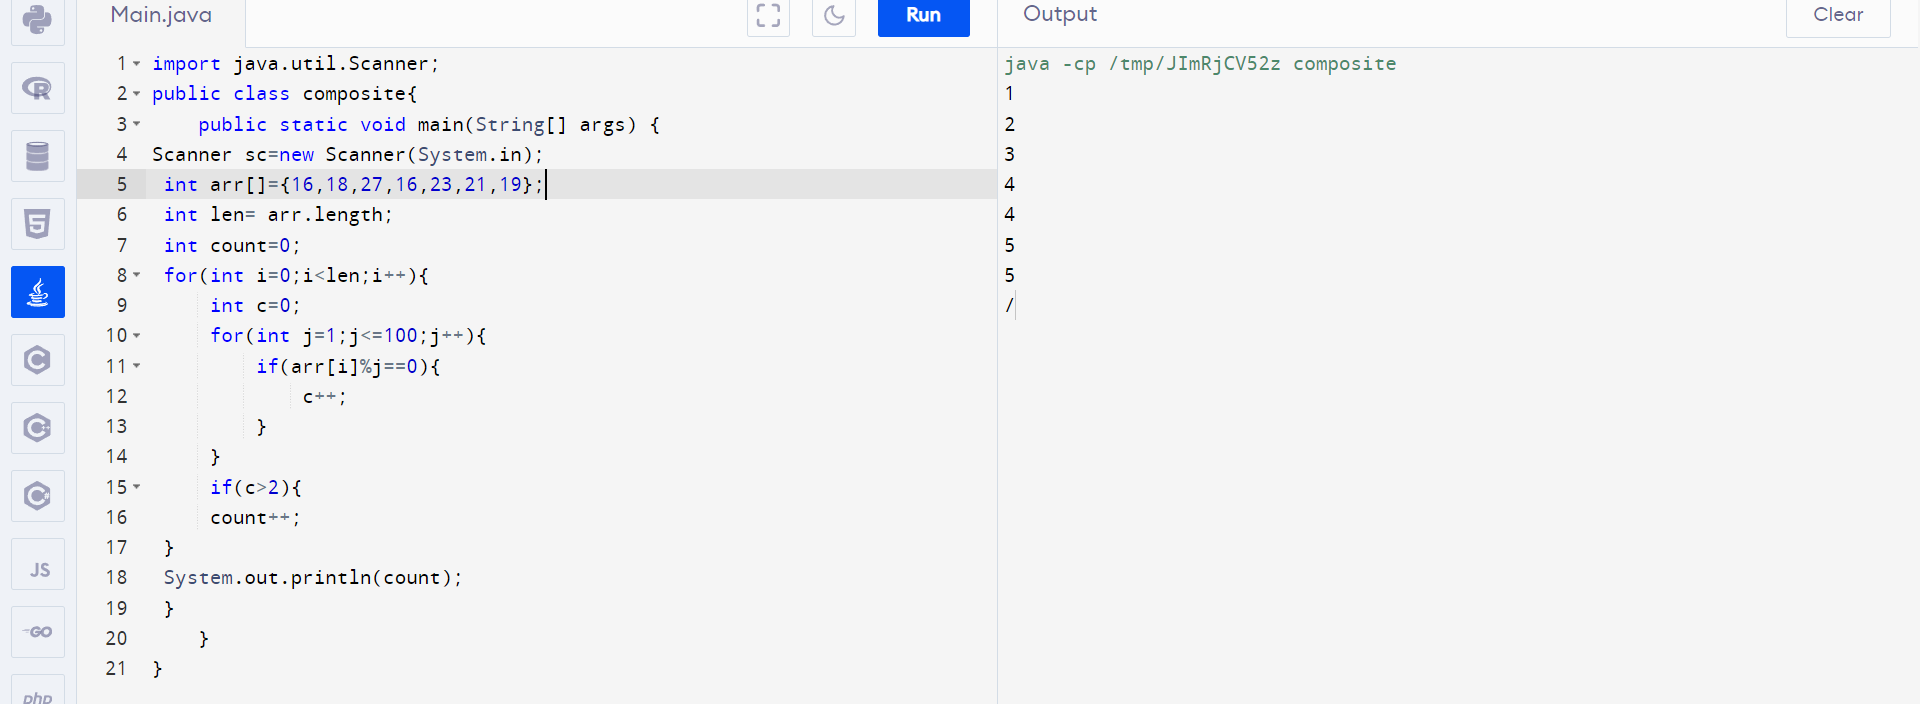 Main.java
Run
Output
Clear
1 import java.util.Scanner;
2 public class composite{
3 public static void main(String[] args) {
4 Scanner sc=new Scanner(System.in);
5 int arr[]={16,18,27,16,23,21,19};
6 int len= arr.length;
7 int count=0;
8 for(int i=0;i<len;i++){
9 int c=0;
10 for(int j=1;j<=100;j++){
11 if(arr[i]%j==0){
12 c++;
13 }
14 }
15 if(c>2){
16 count++;
17 }
18 System.out.println(count);
19 }
20 }
21 }
java -cp /tmp/JImRjCV52z composite
1
2
3
4
4
5
5
/
R
5
C
C+
C#
JS
GO
php